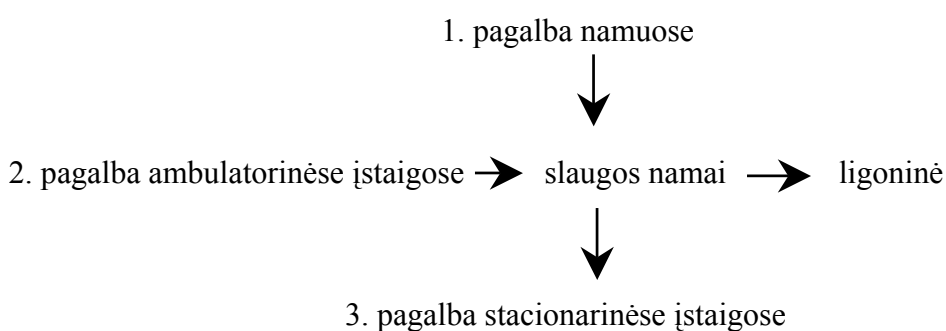 1. pagalba namuose
2. pagalba ambulatorinėse įstaigose slaugos namai ligoninė
3. pagalba stacionarinėse įstaigose